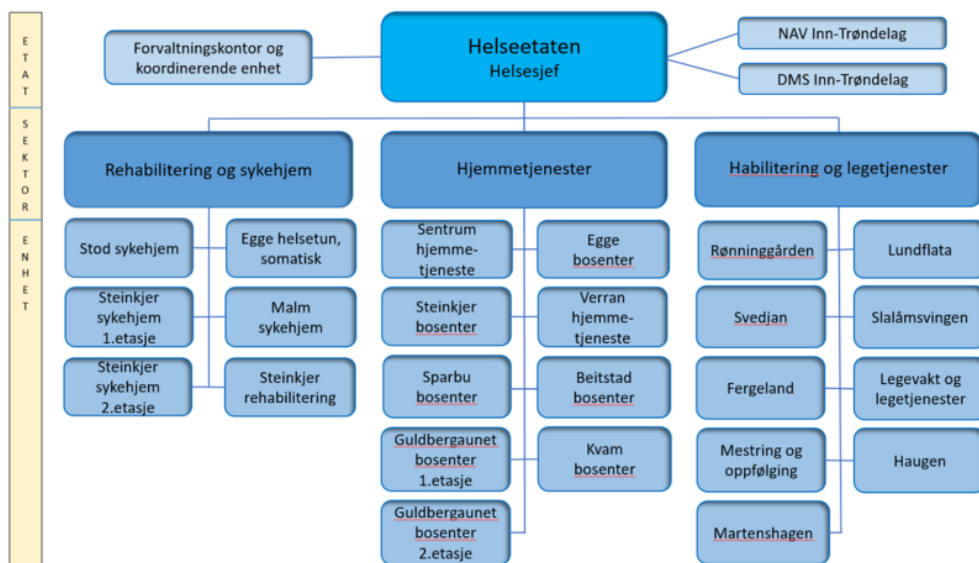 E
T
A
T
Forvaltningskontor og
koordinerende enhet
Helseetaten
Helsesjef
NAV Inn-Trøndelag
DMS Inn-Trøndelag
S
E
K
T
O
R
Rehabilitering og sykehjem
Hjemmetjenester
Habilitering og legetjenester
E
N
H
E
T
Stod sykehjem
Egge helsetun,
somatisk
Steinkjer
sykehjem
1.etasje
Malm
sykehjem
Steinkjer
sykehjem
2.etasje
Steinkjer
rehabilitering
Sentrum
hjemme-
tjeneste
Egge
bosenter
Steinkjer
bosenter
Verran
hjemme-
tjeneste
Sparbu
bosenter
Beitstad
bosenter
Guldbergaunet
bosenter
1.etasje
Kvam
bosenter
Guldbergaunet
bosenter
2.etasje
Rønninggården
Lundflata
Svedjan
Slalåmsvingen
Fergeland
Legevakt og
legetjenester
Mestring og
oppfølging
Haugen
Martenshagen